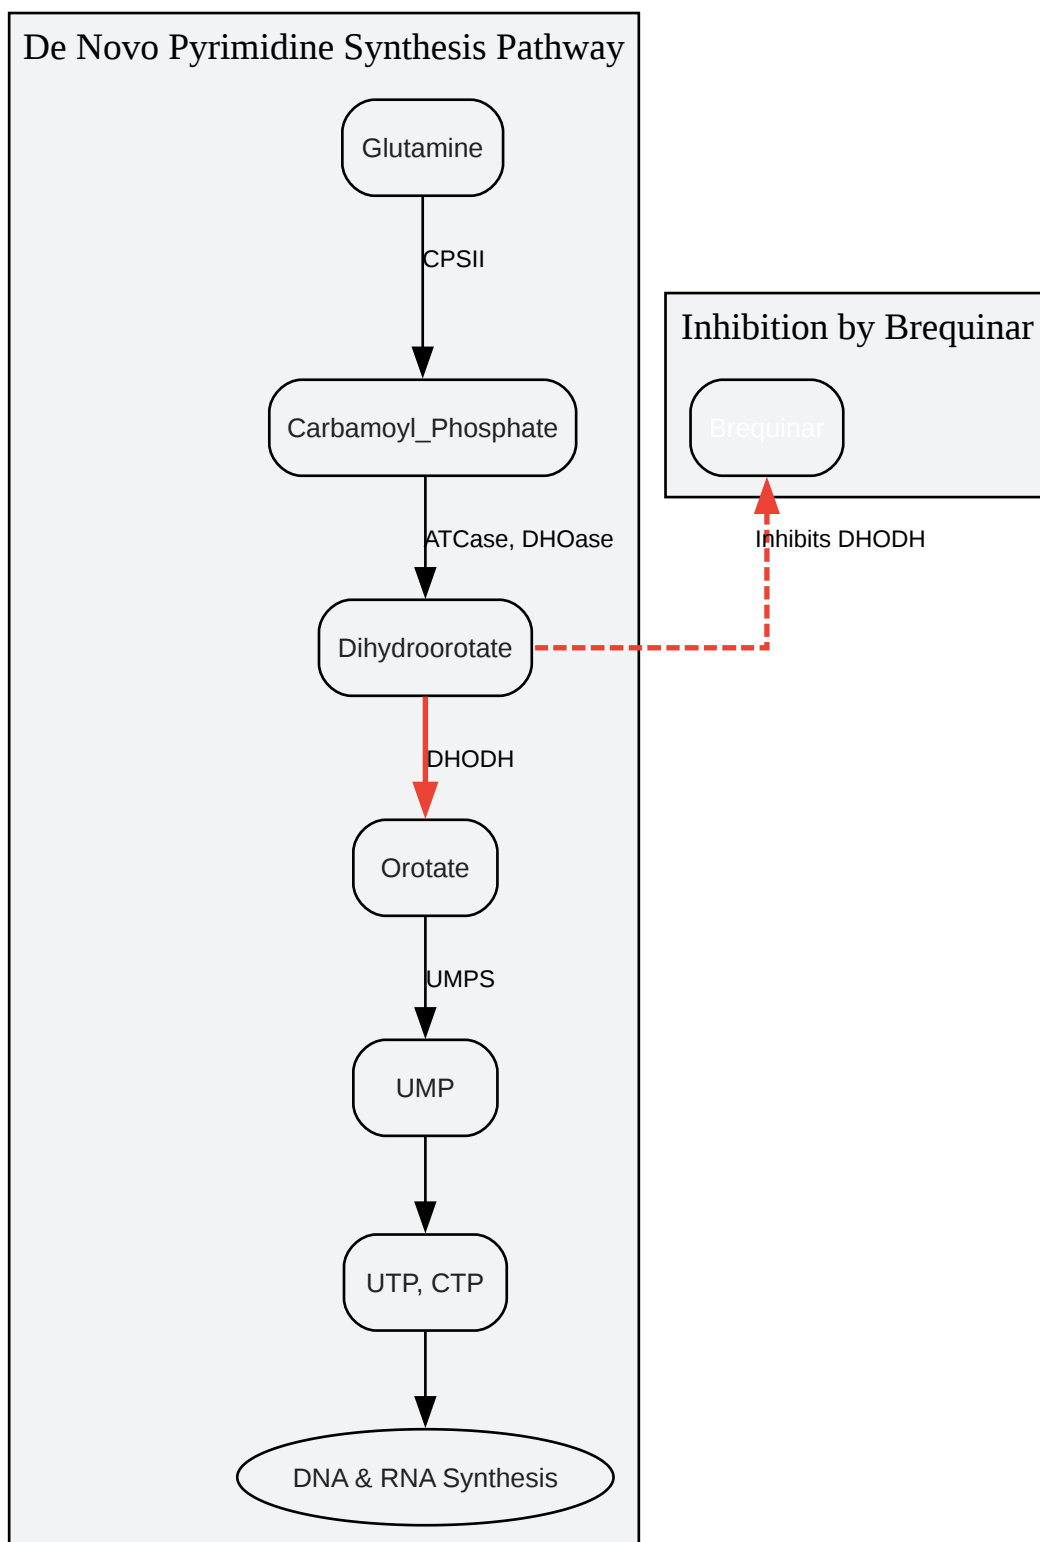 De Novo Pyrimidine Synthesis Pathway
Glutamine
CPSII
Inhibition by Brequinar
Carbamoyl_Phosphate
Brequinar
ATCase, DHOase
Inhibits DHODH
Dihydroorotate
DHODH
Orotate
UMPS
UMP
UTP, CTP
DNA & RNA Synthesis